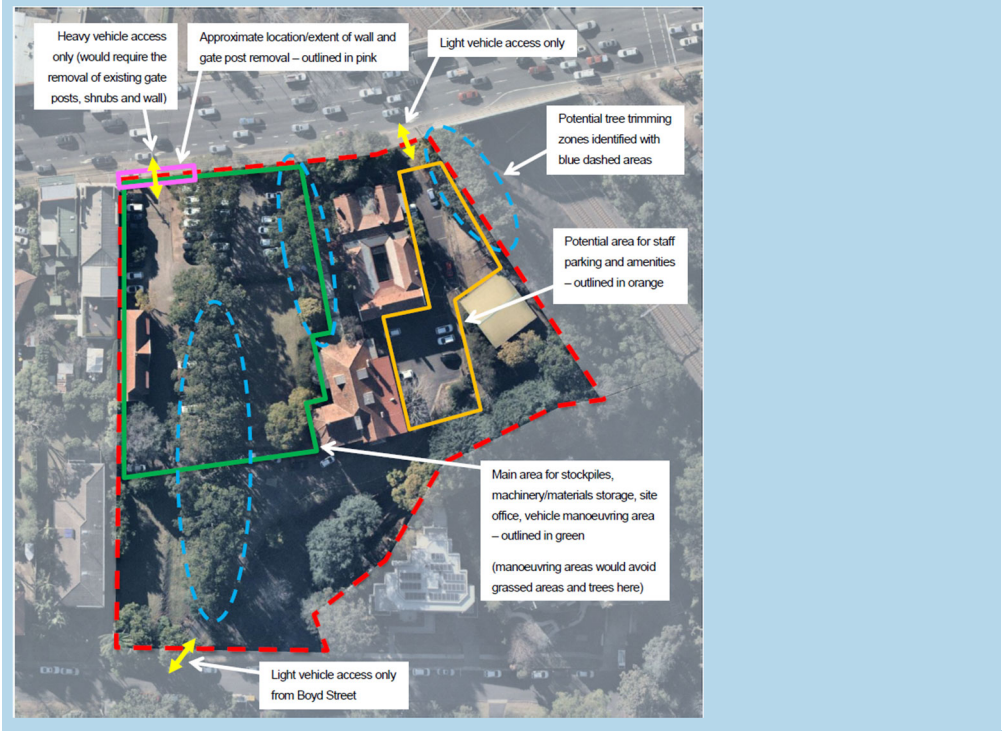 Heavy vehicle access
only (would require the
removal of existing gate
posts, shrubs and wall)
Approximate location/extent of wall and
gate post removal – outlined in pink
Light vehicle access only
Potential tree trimming
zones identified with
blue dashed areas
Potential area for staff
parking and amenities
– outlined in orange
Main area for stockpiles,
machinery/materials storage, site
office, vehicle manoeuvring area
– outlined in green
(manoeuvring areas would avoid
grassed areas and trees here)
Light vehicle access only
from Boyd Street